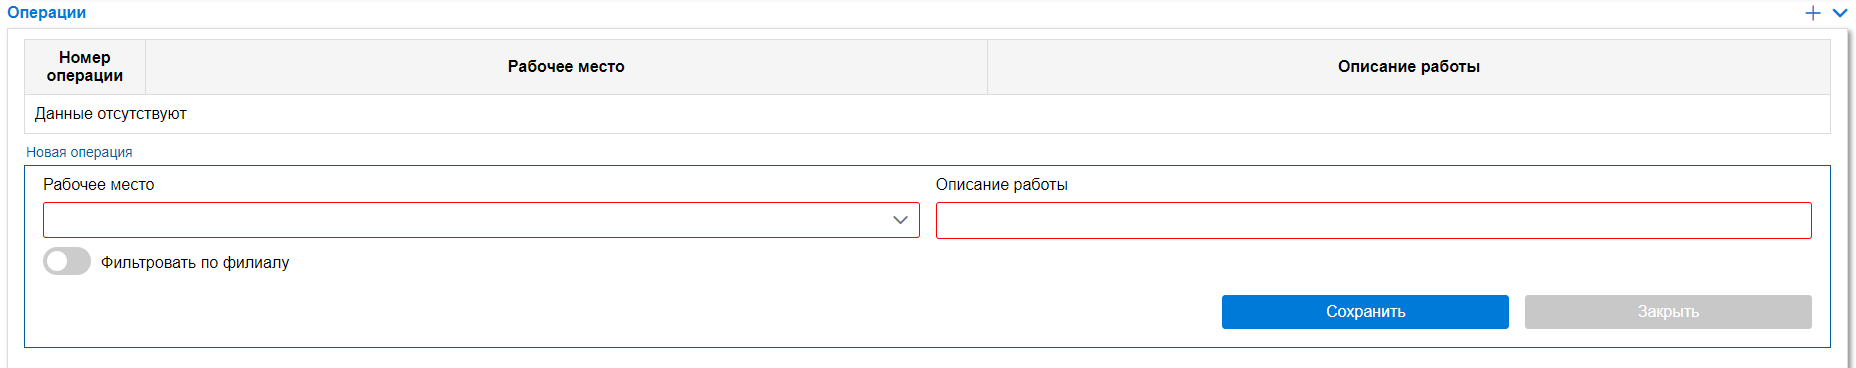 Операции
Номер
операции
Рабочее место
Описание работы
Данные отсутствуют
Новая операция
Рабочее место
Описание работы
Фильтровать по филиалу
Сохранить
Закрыть